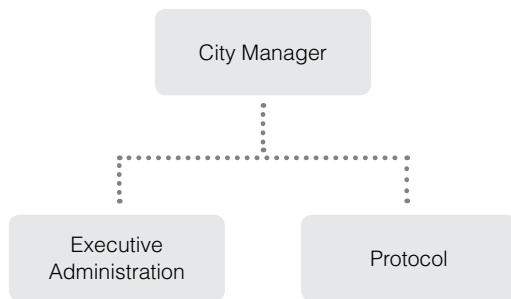 City Manager
Executive
Administration
Protocol